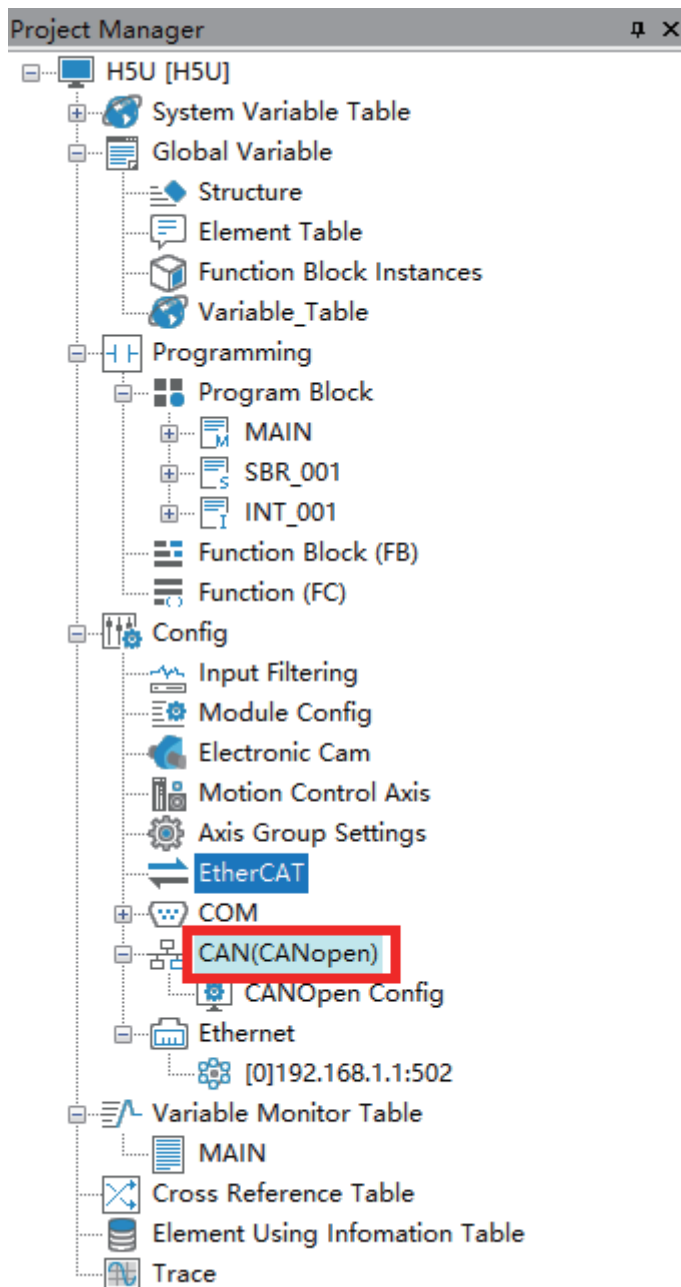 Project Manager
H5U [H5U]
System Variable Table
Global Variable
Structure
Element Table
Function Block Instances
Variable_Table
Programming
Program Block
MAIN
SBR_001
INT_001
Function Block (FB)
Function (FC)
Config
Input Filtering
Module Config
Electronic Cam
Motion Control Axis
Axis Group Settings
EtherCAT
COM
CAN(CANopen)
CANOpen Config
Ethernet
[0]192.168.1.1:502
Variable Monitor Table
MAIN
Cross Reference Table
Element Using Infomation Table
Trace